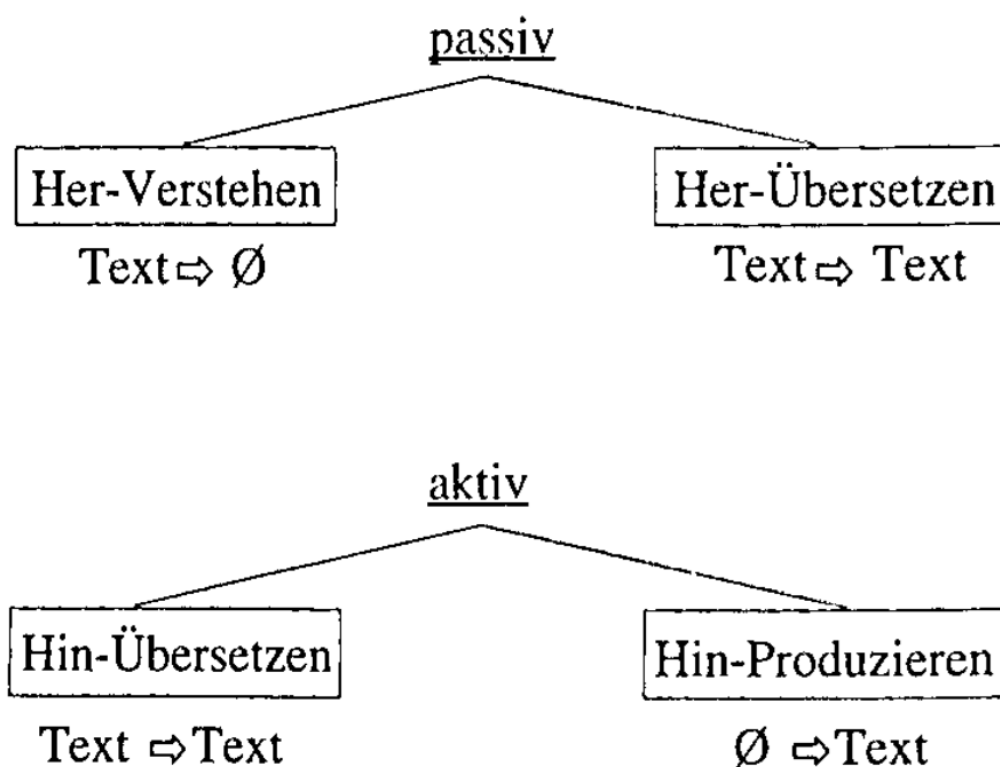 passiv
Her-Verstehen Her-Übersetzen
Text ⇨ Ø Text ⇨ Text
aktiv
Hin-Übersetzen Hin-Produzieren
Text ⇨ Text Ø ⇨ Text